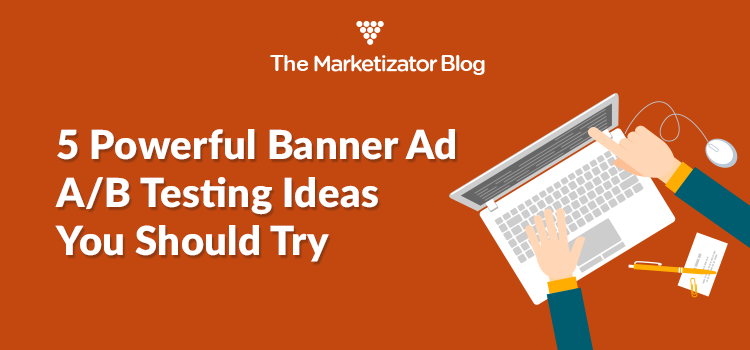 The Marketizator Blog
5 Powerful Banner Ad
A/B Testing Ideas
You Should Try